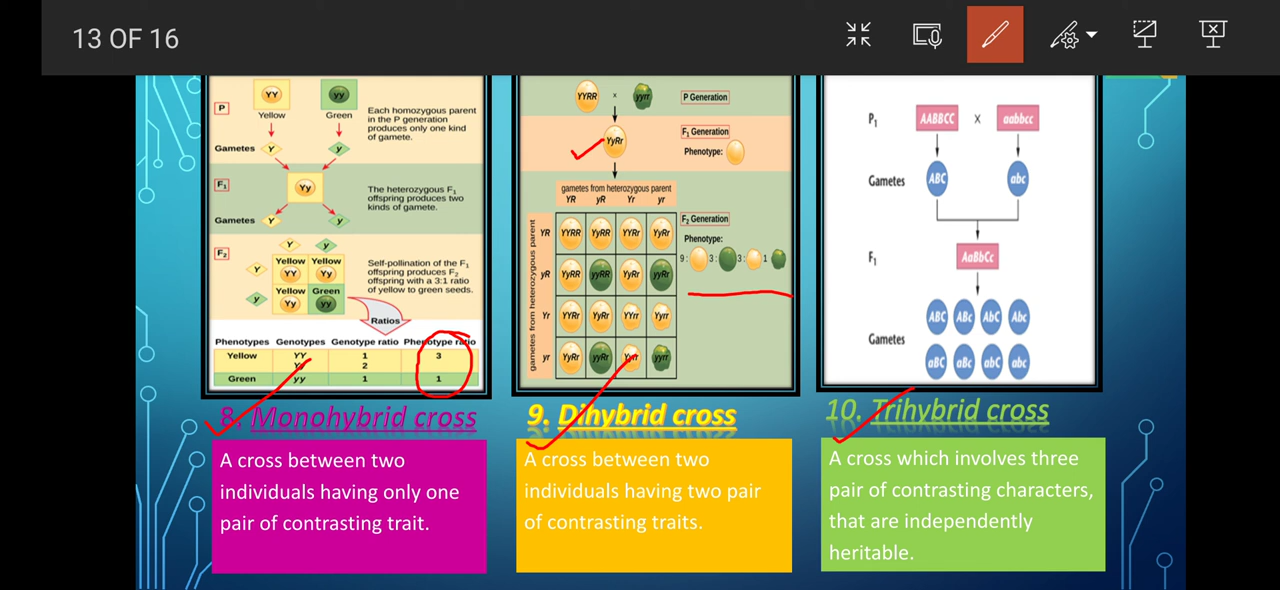 13 OF 16
P
YY
yy
Yellow
Green
Each homozygous parent
in the P generation
produces only one kind
of gamete.
Gametes
Y
y
F1
Yy
The heterozygous F1
offspring produces two
kinds of gamete.
Gametes
Y
y
F2
Y
y
Y
Yellow Yellow
YY
Yy
y
Yellow Green
Yy
yy
Self-pollination of the F1
offspring produces F2
offspring with a 3:1 ratio
of yellow to green seeds.
Ratios
Phenotypes Genotypes Genotype ratio Phenotype ratio
Yellow YY 1 3
Yy 2
Green yy 1 1
8. Monohybrid cross
A cross between two
individuals having only one
pair of contrasting trait.
YYRR x yyrr
P Generation
YyRr
F1 Generation
Phenotype:
gametes from heterozygous parent
YR yR Yr yr
gametes from heterozygous parent
YR YYRR YyRR YYRr YyRr
yR YyRR yyRR YyRr yyRr
Yr YYRr YyRr YYrr Yyrr
yr YyRr yyRr Yyrr yyrr
F2 Generation
Phenotype:
9: 3: 3: 1
9. Dihybrid cross
A cross between two
individuals having two pair
of contrasting traits.
P1 AABBCC X aabbcc
Gametes ABC abc
F1 AaBbCc
Gametes
ABC ABc AbC Abc
aBC aBc abC abc
10. Trihybrid cross
A cross which involves three
pair of contrasting characters,
that are independently
heritable.